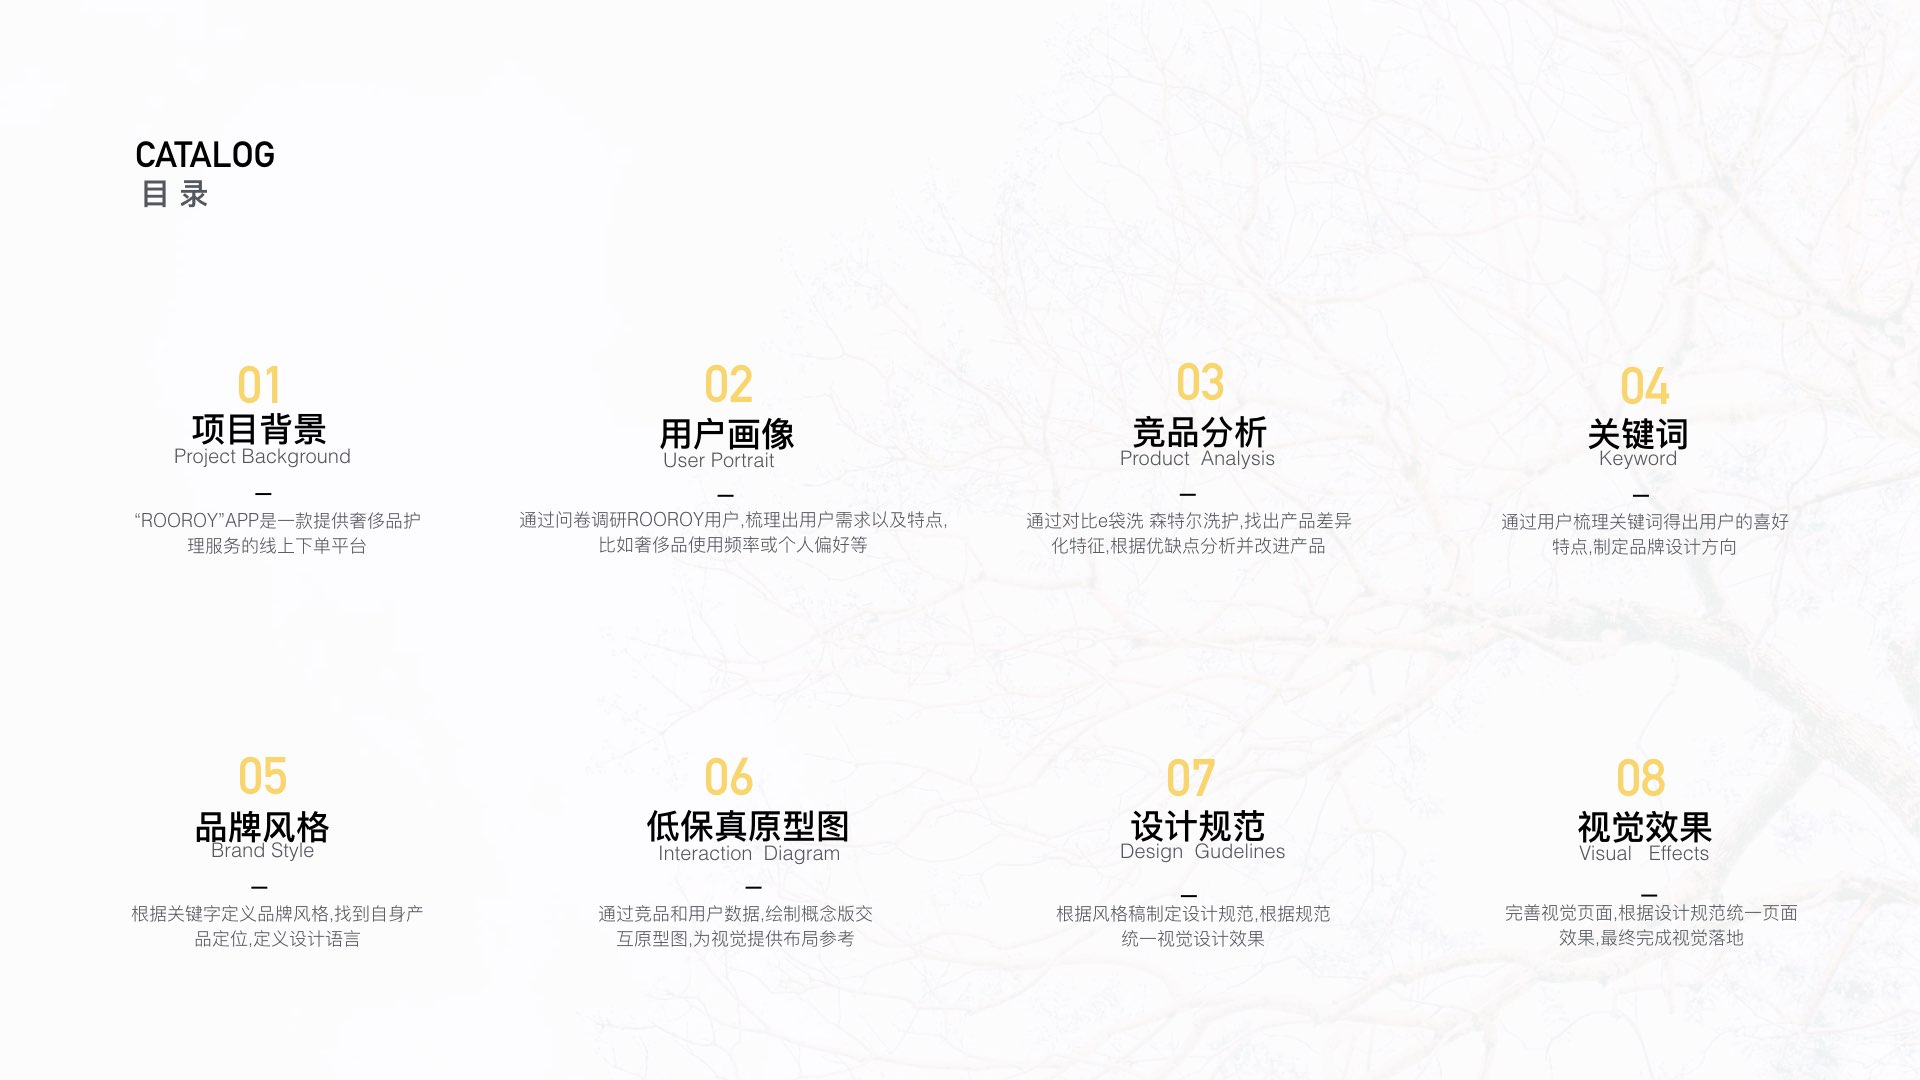 CATALOG
目 录
01
项目背景
Project Background
“ROOROY”APP是一款提供奢侈品护
理服务的线上下单平台
02
用户画像
User Portrait
通过问卷调研ROOROY用户,梳理出用户需求以及特点,
比如奢侈品使用频率或个人偏好等
03
竞品分析
Product Analysis
通过对比e袋洗 森特尔洗护,找出产品差异
化特征,根据优缺点分析并改进产品
04
关键词
Keyword
通过用户梳理关键词得出用户的喜好
特点,制定品牌设计方向
05
品牌风格
Brand Style
根据关键字定义品牌风格,找到自身产
品定位,定义设计语言
06
低保真原型图
Interaction Diagram
通过竞品和用户数据,绘制概念版交
互原型图,为视觉提供布局参考
07
设计规范
Design Gudelines
根据风格稿制定设计规范,根据规范
统一视觉设计效果
08
视觉效果
Visual Effects
完善视觉页面,根据设计规范统一页面
效果,最终完成视觉落地